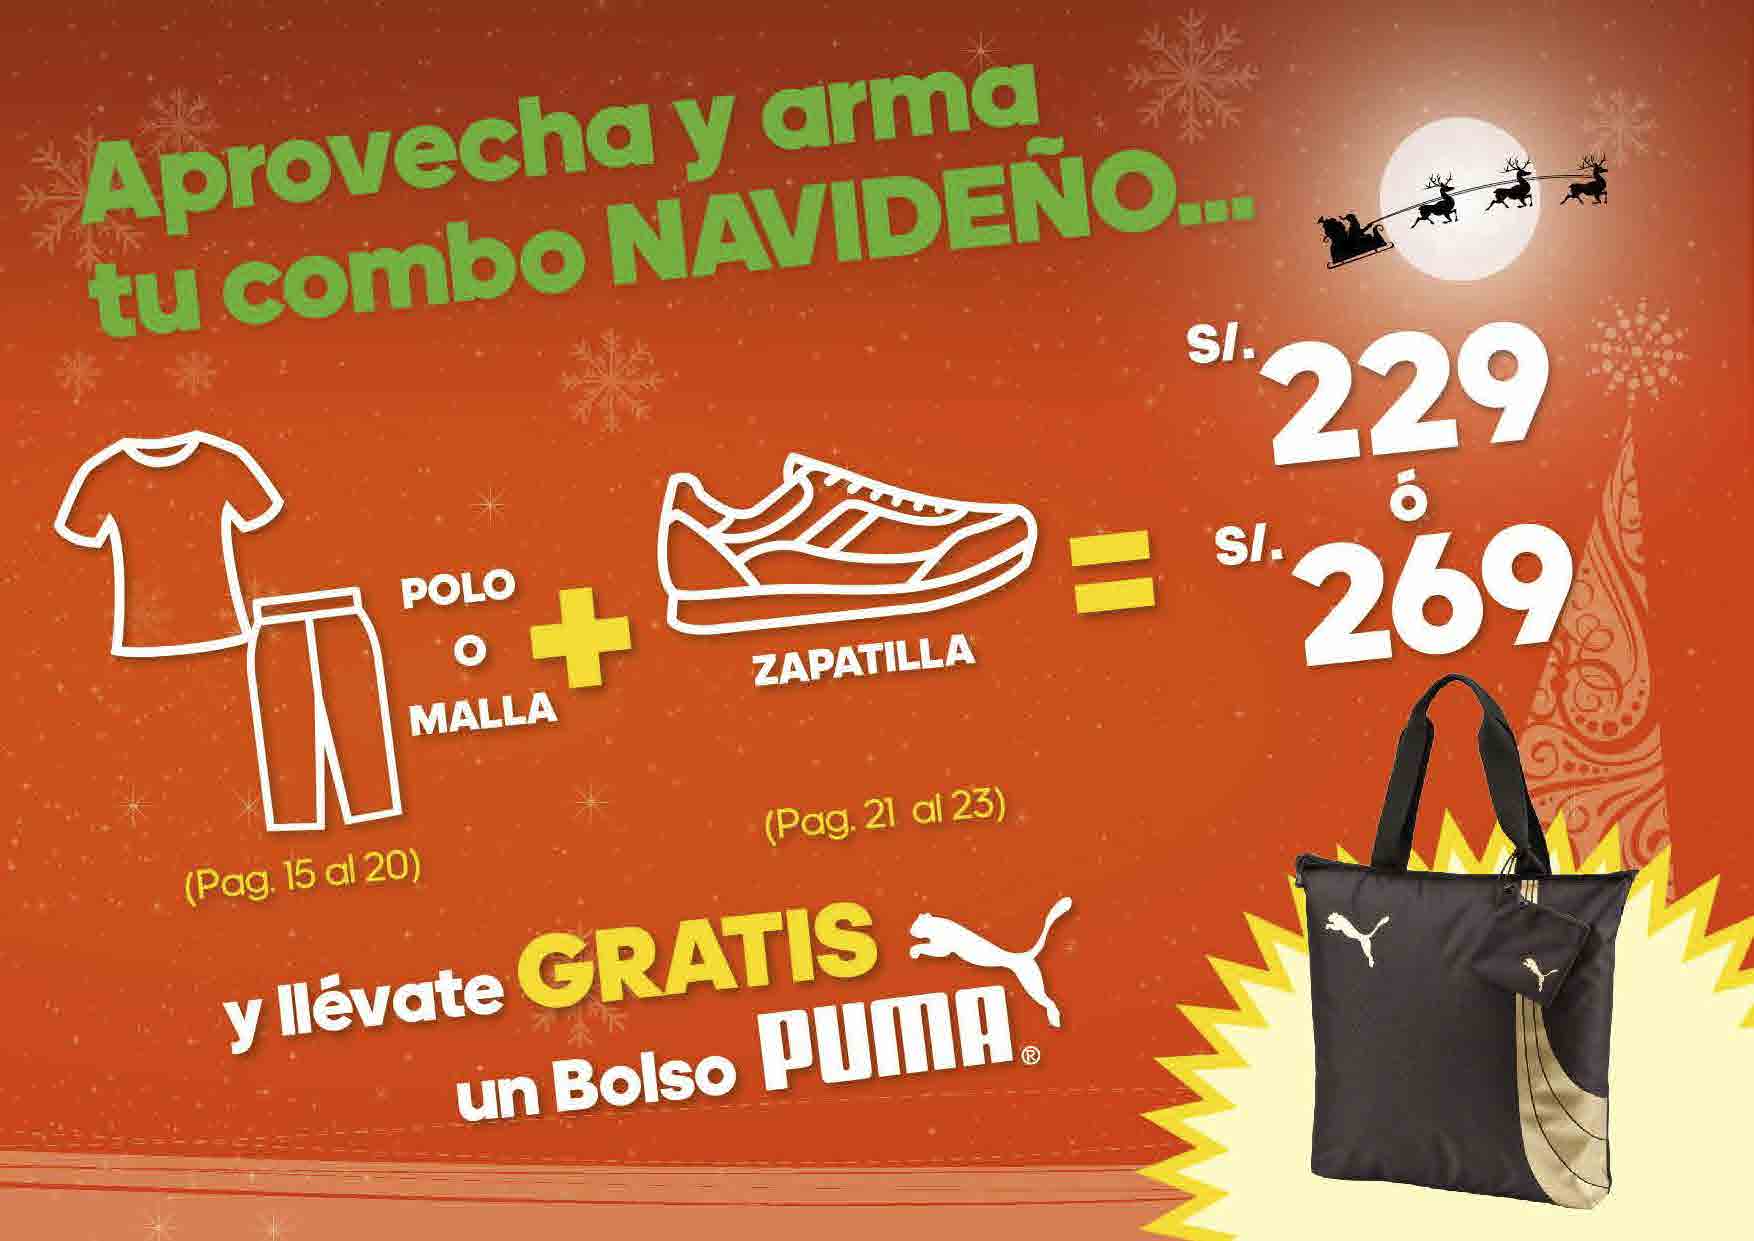 Aprovecha y arma
tu combo NAVIDEÑO...
S/. 229
ó
S/. 269
POLO
O
MALLA
+
ZAPATILLA
=
(Pag. 15 al 20)
(Pag. 21 al 23)
y llévate GRATIS
un Bolso PUMA®